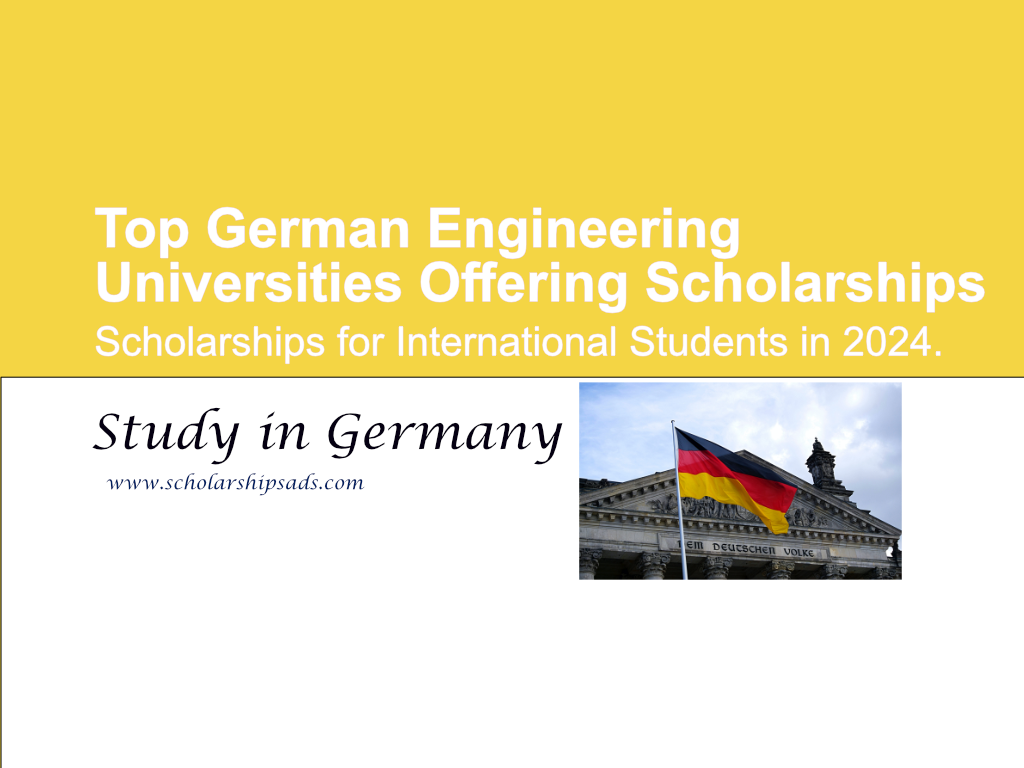 Top German Engineering
Universities Offering Scholarships
Scholarships for International Students in 2024.
Study in Germany
www.scholarshipsads.com
DEM DEUTSCHEN VOLKE